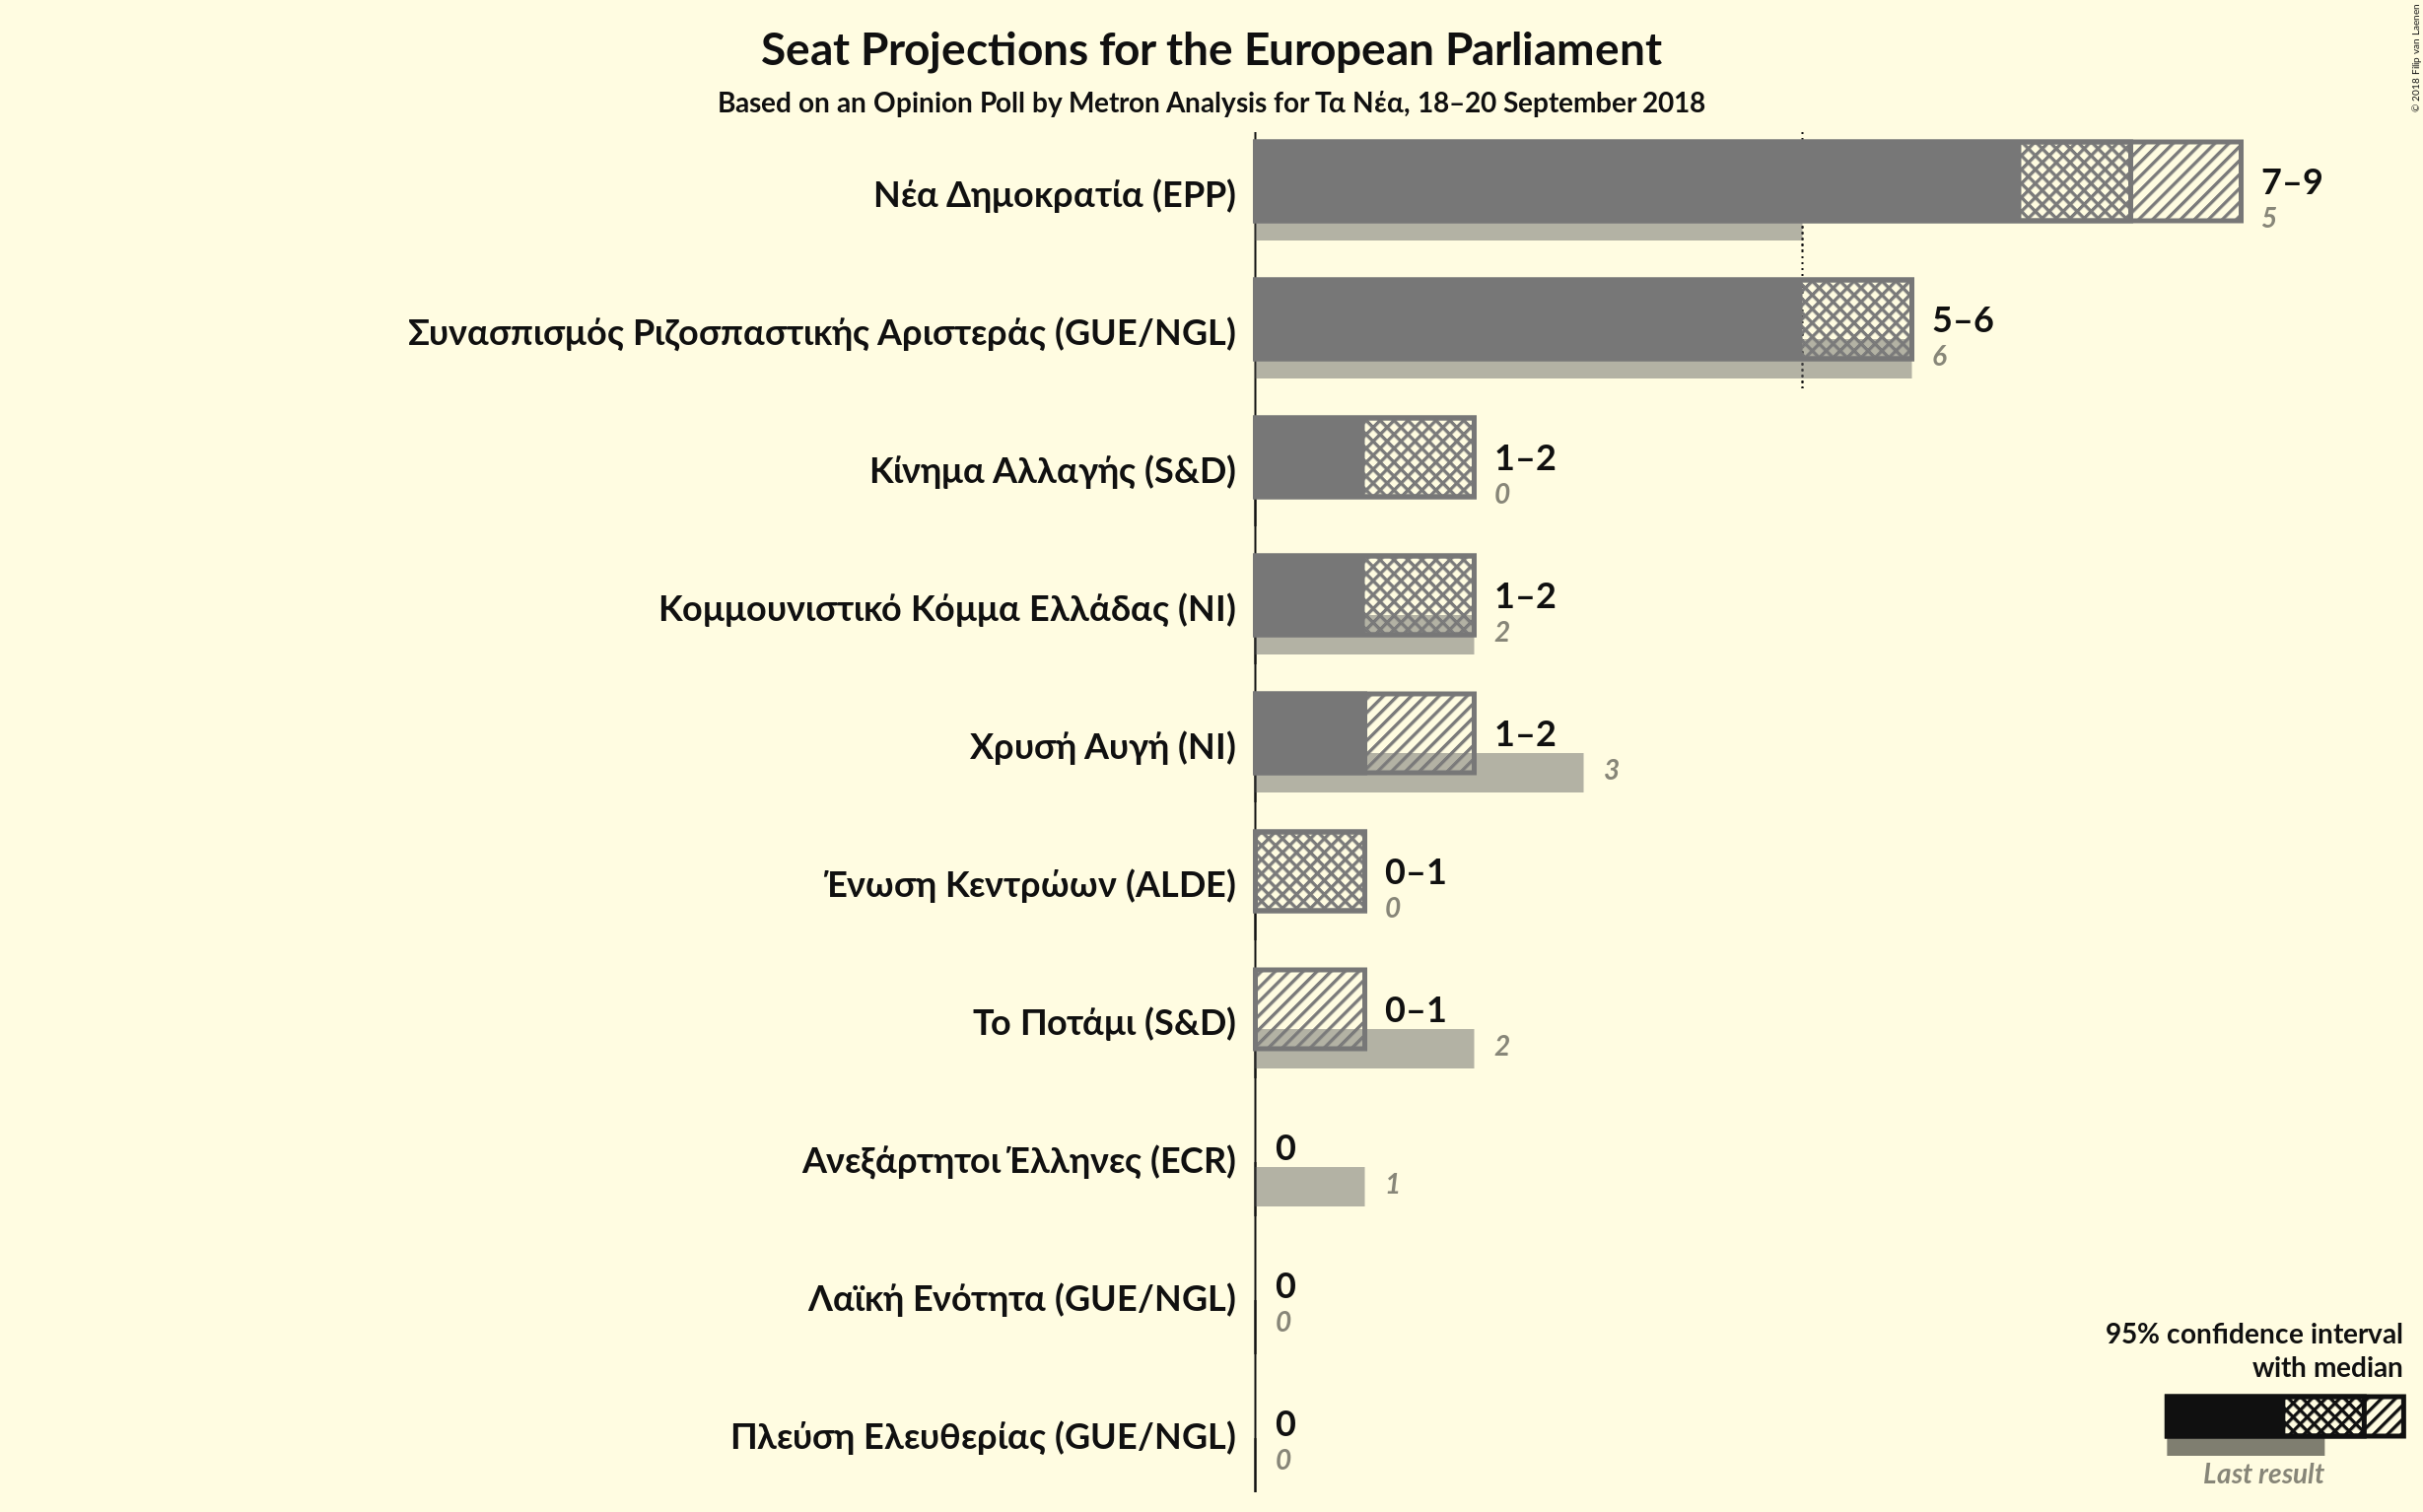 Seat Projections for the European Parliament
Based on an Opinion Poll by Metron Analysis for Τα Νέα, 18–20 September 2018
© 2018 Filip van Laenen
Νέα Δημοκρατία (EPP)
7–9
5
Συνασπισμός Ριζοσπαστικής Αριστεράς (GUE/NGL)
5–6
6
Κίνημα Αλλαγής (S&D)
1–2
0
Κομμουνιστικό Κόμμα Ελλάδας (NI)
1–2
2
Χρυσή Αυγή (NI)
1–2
3
Ένωση Κεντρώων (ALDE)
0–1
0
Το Ποτάμι (S&D)
0–1
2
Ανεξάρτητοι Έλληνες (ECR)
0
1
Λαϊκή Ενότητα (GUE/NGL)
0
0
Πλεύση Ελευθερίας (GUE/NGL)
0
0
95% confidence interval
with median
Last result